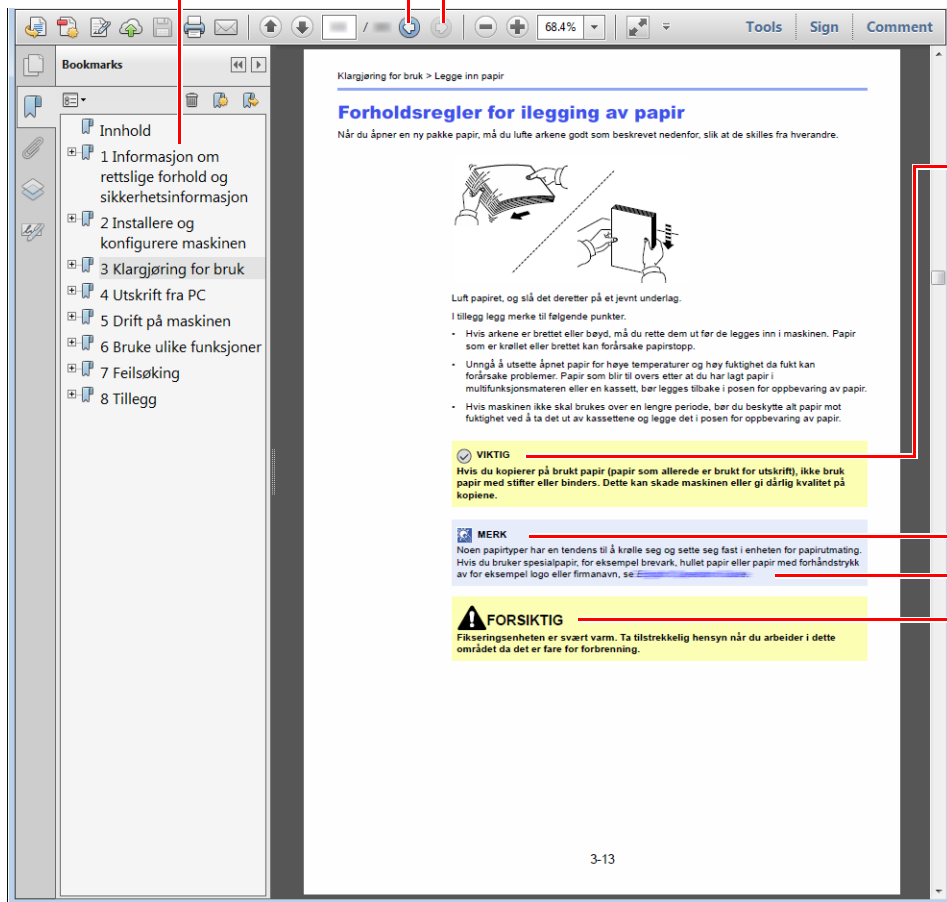 / 68.4% Tools Sign Comment
Bookmarks
Innhold
1 Informasjon om
rettslige forhold og
sikkerhetsinformasjon
2 Installere og
konfigurere maskinen
3 Klargjøring for bruk
4 Utskrift fra PC
5 Drift på maskinen
6 Bruke ulike funksjoner
7 Feilsøking
8 Tillegg
Klargjøring for bruk > Legge inn papir
Forholdsregler for ilegging av papir
Når du åpner en ny pakke papir, må du lufte arkene godt som beskrevet nedenfor, slik at de skilles fra hverandre.
Luft papiret, og slå det deretter på et jevnt underlag.
I tillegg legg merke til følgende punkter.
• Hvis arkene er brettet eller bøyd, må du rette dem ut før de legges inn i maskinen. Papir
som er krøllet eller brettet kan forårsake papirstopp.
• Unngå å utsette åpnet papir for høye temperaturer og høy fuktighet da fukt kan
forårsake problemer. Papir som blir til overs etter at du har lagt papir i
multifunksjonsmateren eller en kassett, bør legges tilbake i posen for oppbevaring av papir.
• Hvis maskinen ikke skal brukes over en lengre periode, bør du beskytte alt papir mot
fuktighet ved å ta det ut av kassettene og legge det i posen for oppbevaring av papir.
VIKTIG
Hvis du kopierer på brukt papir (papir som allerede er brukt for utskrift), ikke bruk
papir med stifter eller binders. Dette kan skade maskinen eller gi dårlig kvalitet på
kopiene.
MERK
Noen papirtyper har en tendens til å krølle seg og sette seg fast i enheten for papirutmating.
Hvis du bruker spesialpapir, for eksempel brevark, hullet papir eller papir med forhåndstrykk
av for eksempel logo eller firmanavn, se
FORSIKTIG
Fikseringsenheten er svært varm. Ta tilstrekkelig hensyn når du arbeider i dette
området da det er fare for forbrenning.
3-13